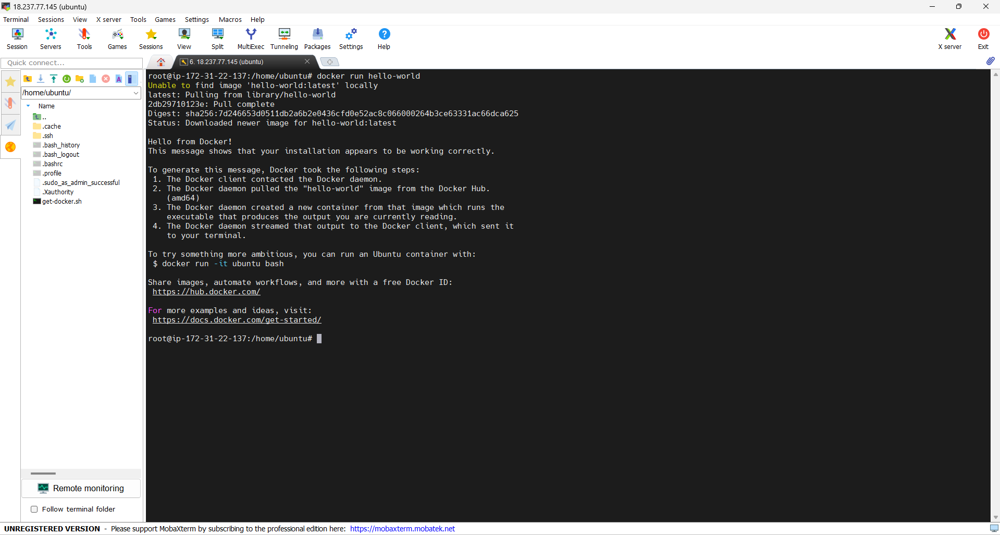 18.237.77.145 (ubuntu)
Terminal Sessions View X server Tools Games Settings Macros Help
Session Servers Tools Games Sessions View Split MultiExec Tunneling Packages Settings Help X server Exit
Quick connect...
6. 18.237.77.145 (ubuntu)
/home/ubuntu/
Name
..
.cache
.ssh
.bash_history
.bash_logout
.bashrc
.profile
.sudo_as_admin_successful
.Xauthority
get-docker.sh
Remote monitoring
Follow terminal folder
root@ip-172-31-22-137:/home/ubuntu# docker run hello-world
Unable to find image 'hello-world:latest' locally
latest: Pulling from library/hello-world
2db29710123e: Pull complete
Digest: sha256:7d246653d0511db2a6b2e0436cfd0e52ac8c066000264b3ce63331ac66dca625
Status: Downloaded newer image for hello-world:latest
Hello from Docker!
This message shows that your installation appears to be working correctly.
To generate this message, Docker took the following steps:
1. The Docker client contacted the Docker daemon.
2. The Docker daemon pulled the "hello-world" image from the Docker Hub.
(amd64)
3. The Docker daemon created a new container from that image which runs the
executable that produces the output you are currently reading.
4. The Docker daemon streamed that output to the Docker client, which sent it
to your terminal.
To try something more ambitious, you can run an Ubuntu container with:
$ docker run -it ubuntu bash
Share images, automate workflows, and more with a free Docker ID:
https://hub.docker.com/
For more examples and ideas, visit:
https://docs.docker.com/get-started/
root@ip-172-31-22-137:/home/ubuntu#
UNREGISTERED VERSION - Please support MobaXterm by subscribing to the professional edition here: https://mobaxterm.mobatek.net